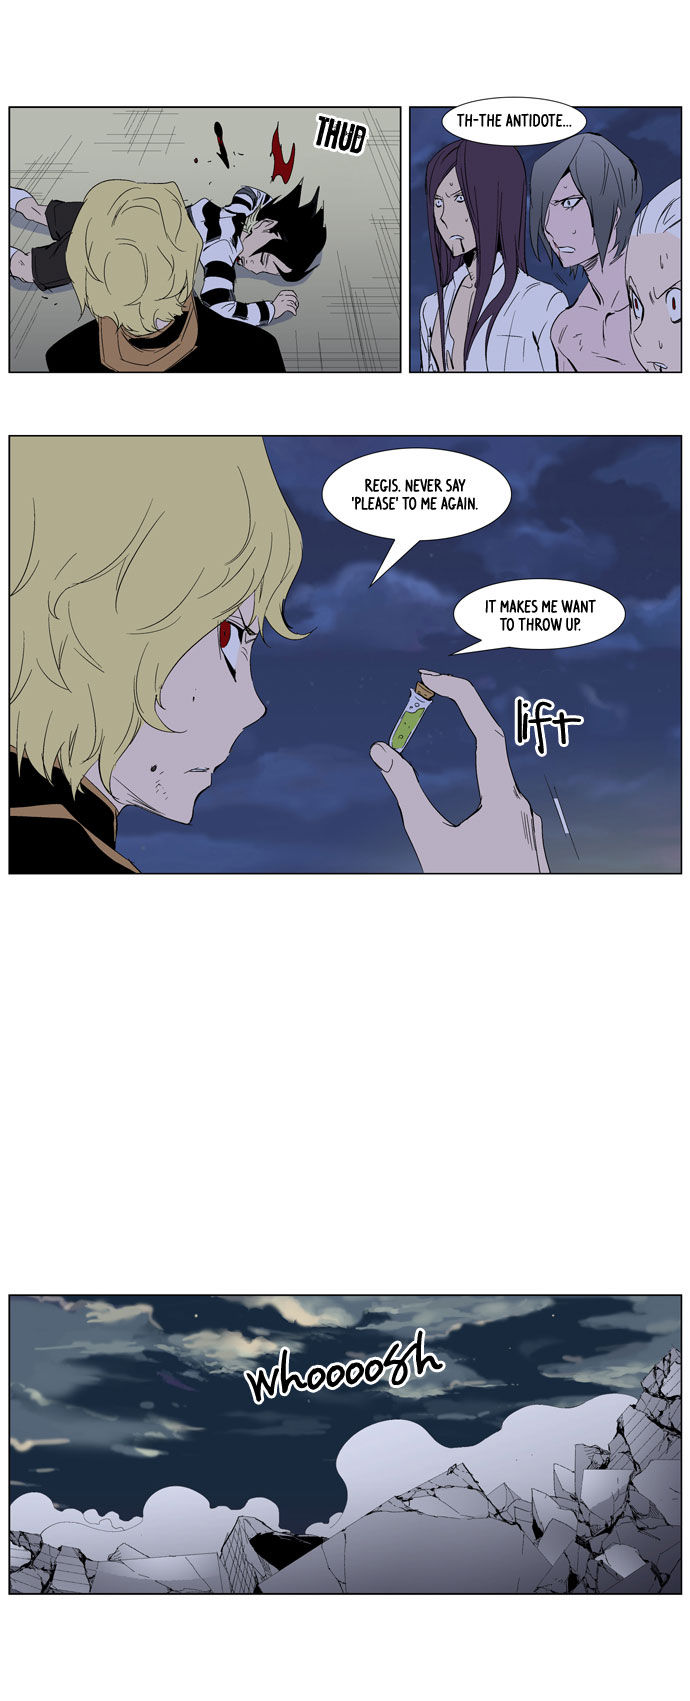 THUD
TH-THE ANTIDOTE...
REGIS. NEVER SAY
'PLEASE' TO ME AGAIN.
IT MAKES ME WANT
TO THROW UP.
lift
whoooosh